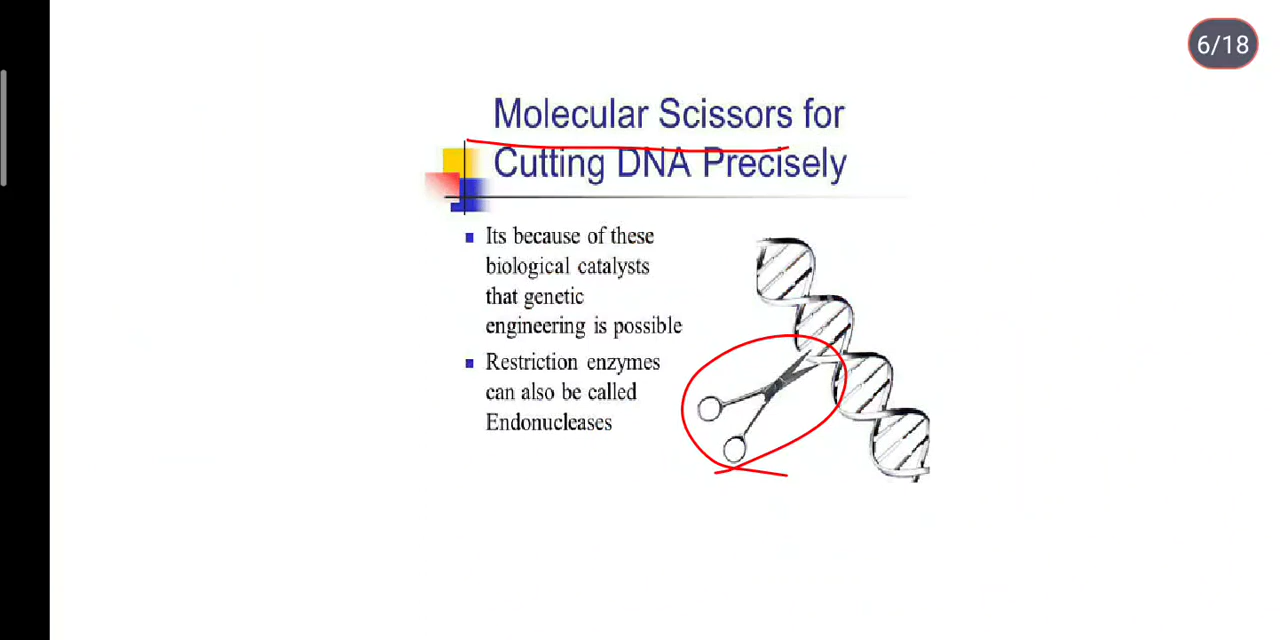 6/18
Molecular Scissors for
Cutting DNA Precisely
Its because of these
biological catalysts
that genetic
engineering is possible
Restriction enzymes
can also be called
Endonucleases